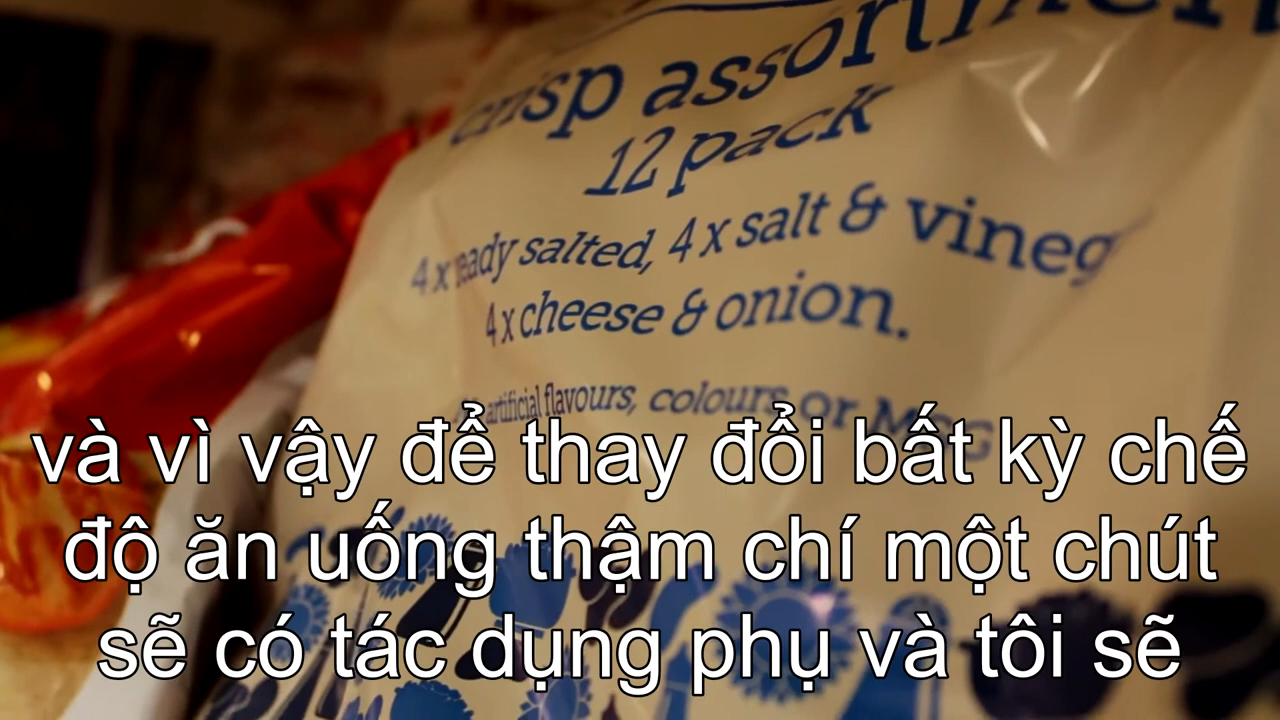 crisp assortment
12 pack
4 x ready salted, 4 x salt & vineg
4 x cheese & onion.
artificial flavours, colours or MSG
và vì vậy để thay đổi bất kỳ chế
độ ăn uống thậm chí một chút
sẽ có tác dụng phụ và tôi sẽ